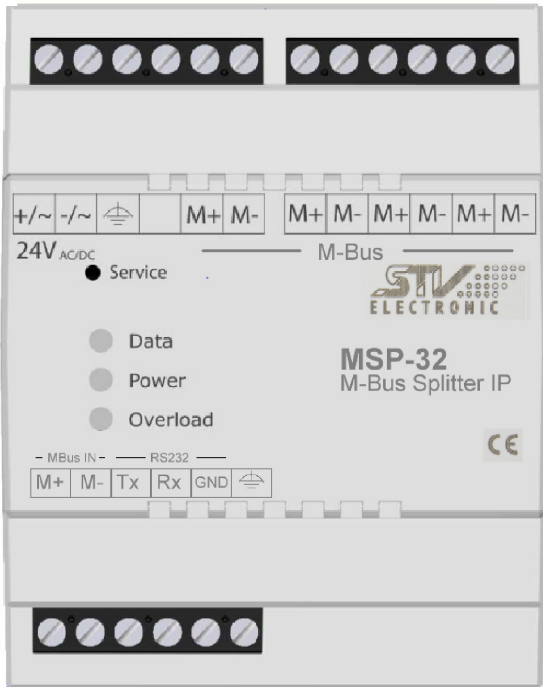 +/~ -/~ M+ M- M+ M- M+ M- M+ M-
24V AC/DC M-Bus
Service
STV
ELECTRONIC
Data
MSP-32
Power
M-Bus Splitter IP
Overload
CE
MBus IN RS232
M+ M- Tx Rx GND